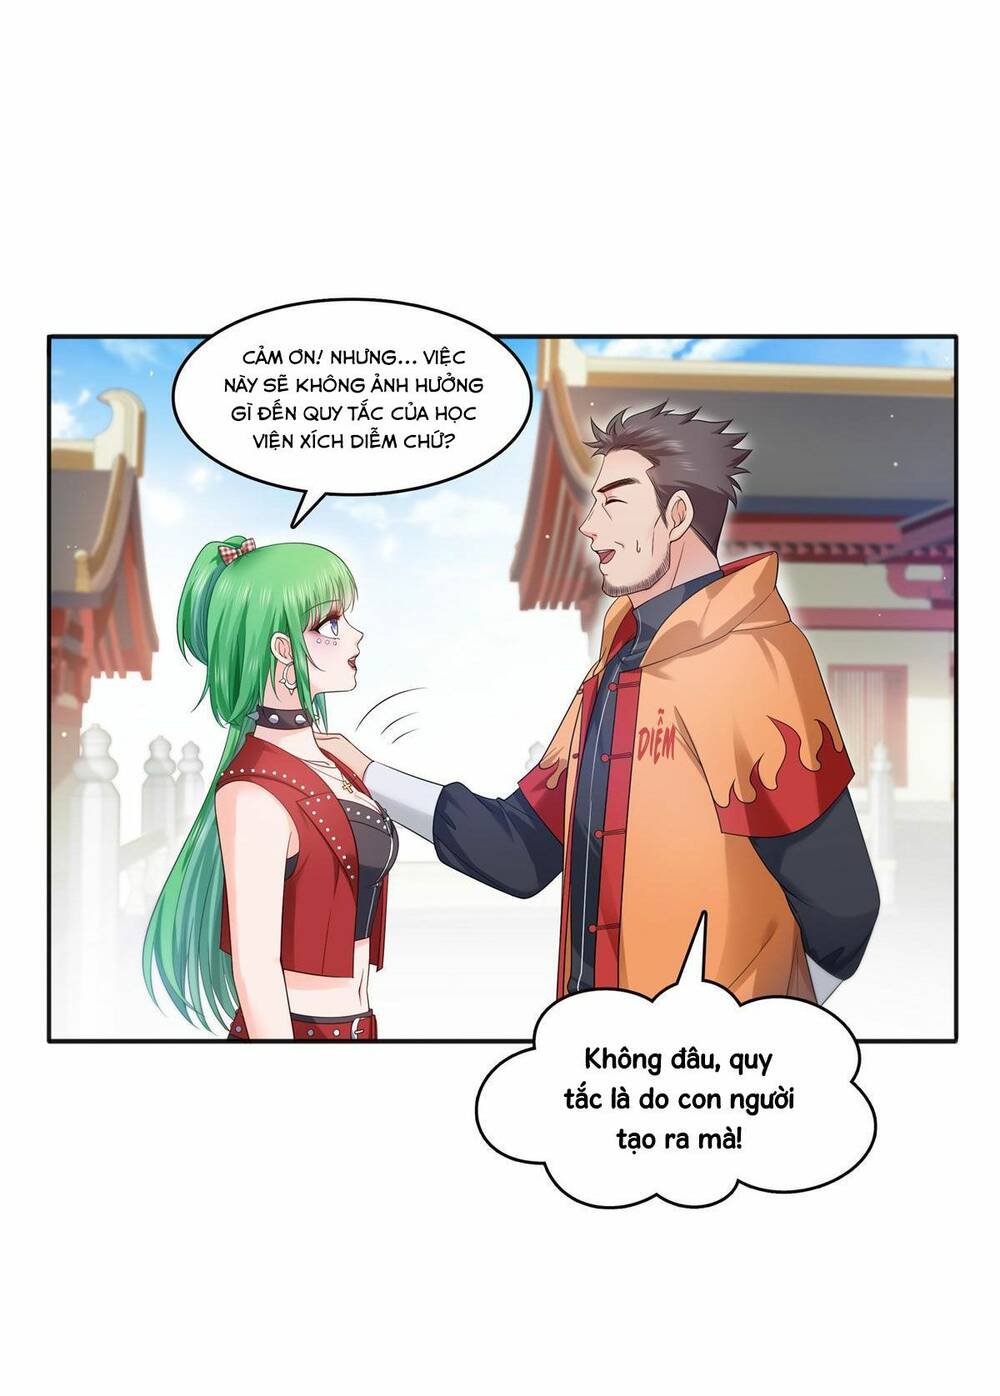 CẢM ƠN! NHƯNG... VIỆC
NÀY SẼ KHÔNG ẢNH HƯỞNG
GÌ ĐẾN QUY TẮC CỦA HỌC
VIỆN XÍCH DIỄM CHỨ?
DIỄM
Không đâu, quy
tắc là do con người
tạo ra mà!